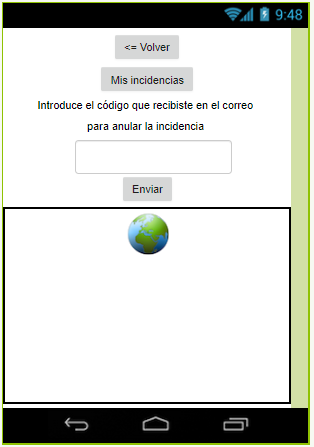 9:48
<= Volver
Mis incidencias
Introduce el código que recibiste en el correo
para anular la incidencia
Enviar